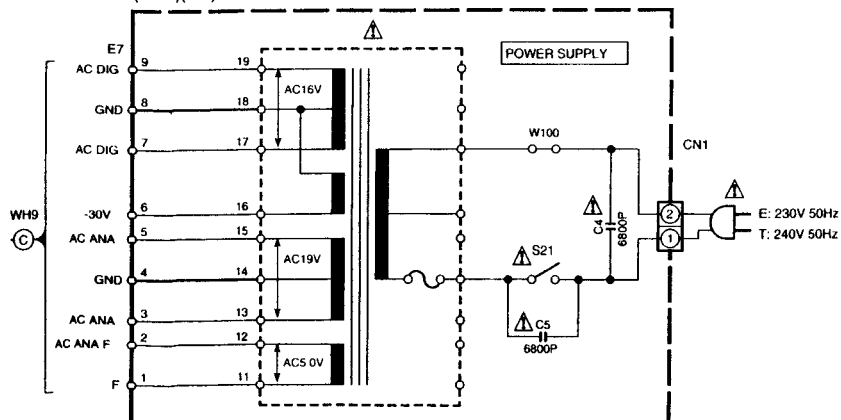 E7
POWER SUPPLY
AC DIG 9 19
AC16V
GND 8 18
AC DIG 7 17
W100
CN1
-30V 6 16
WH9
C
AC ANA 5 15
C4
6800P
2
1
E: 230V 50Hz
T: 240V 50Hz
AC19V
S21
GND 4 14
AC ANA 3 13
C5
6800P
AC ANA F 2 12
AC5.0V
F 1 11